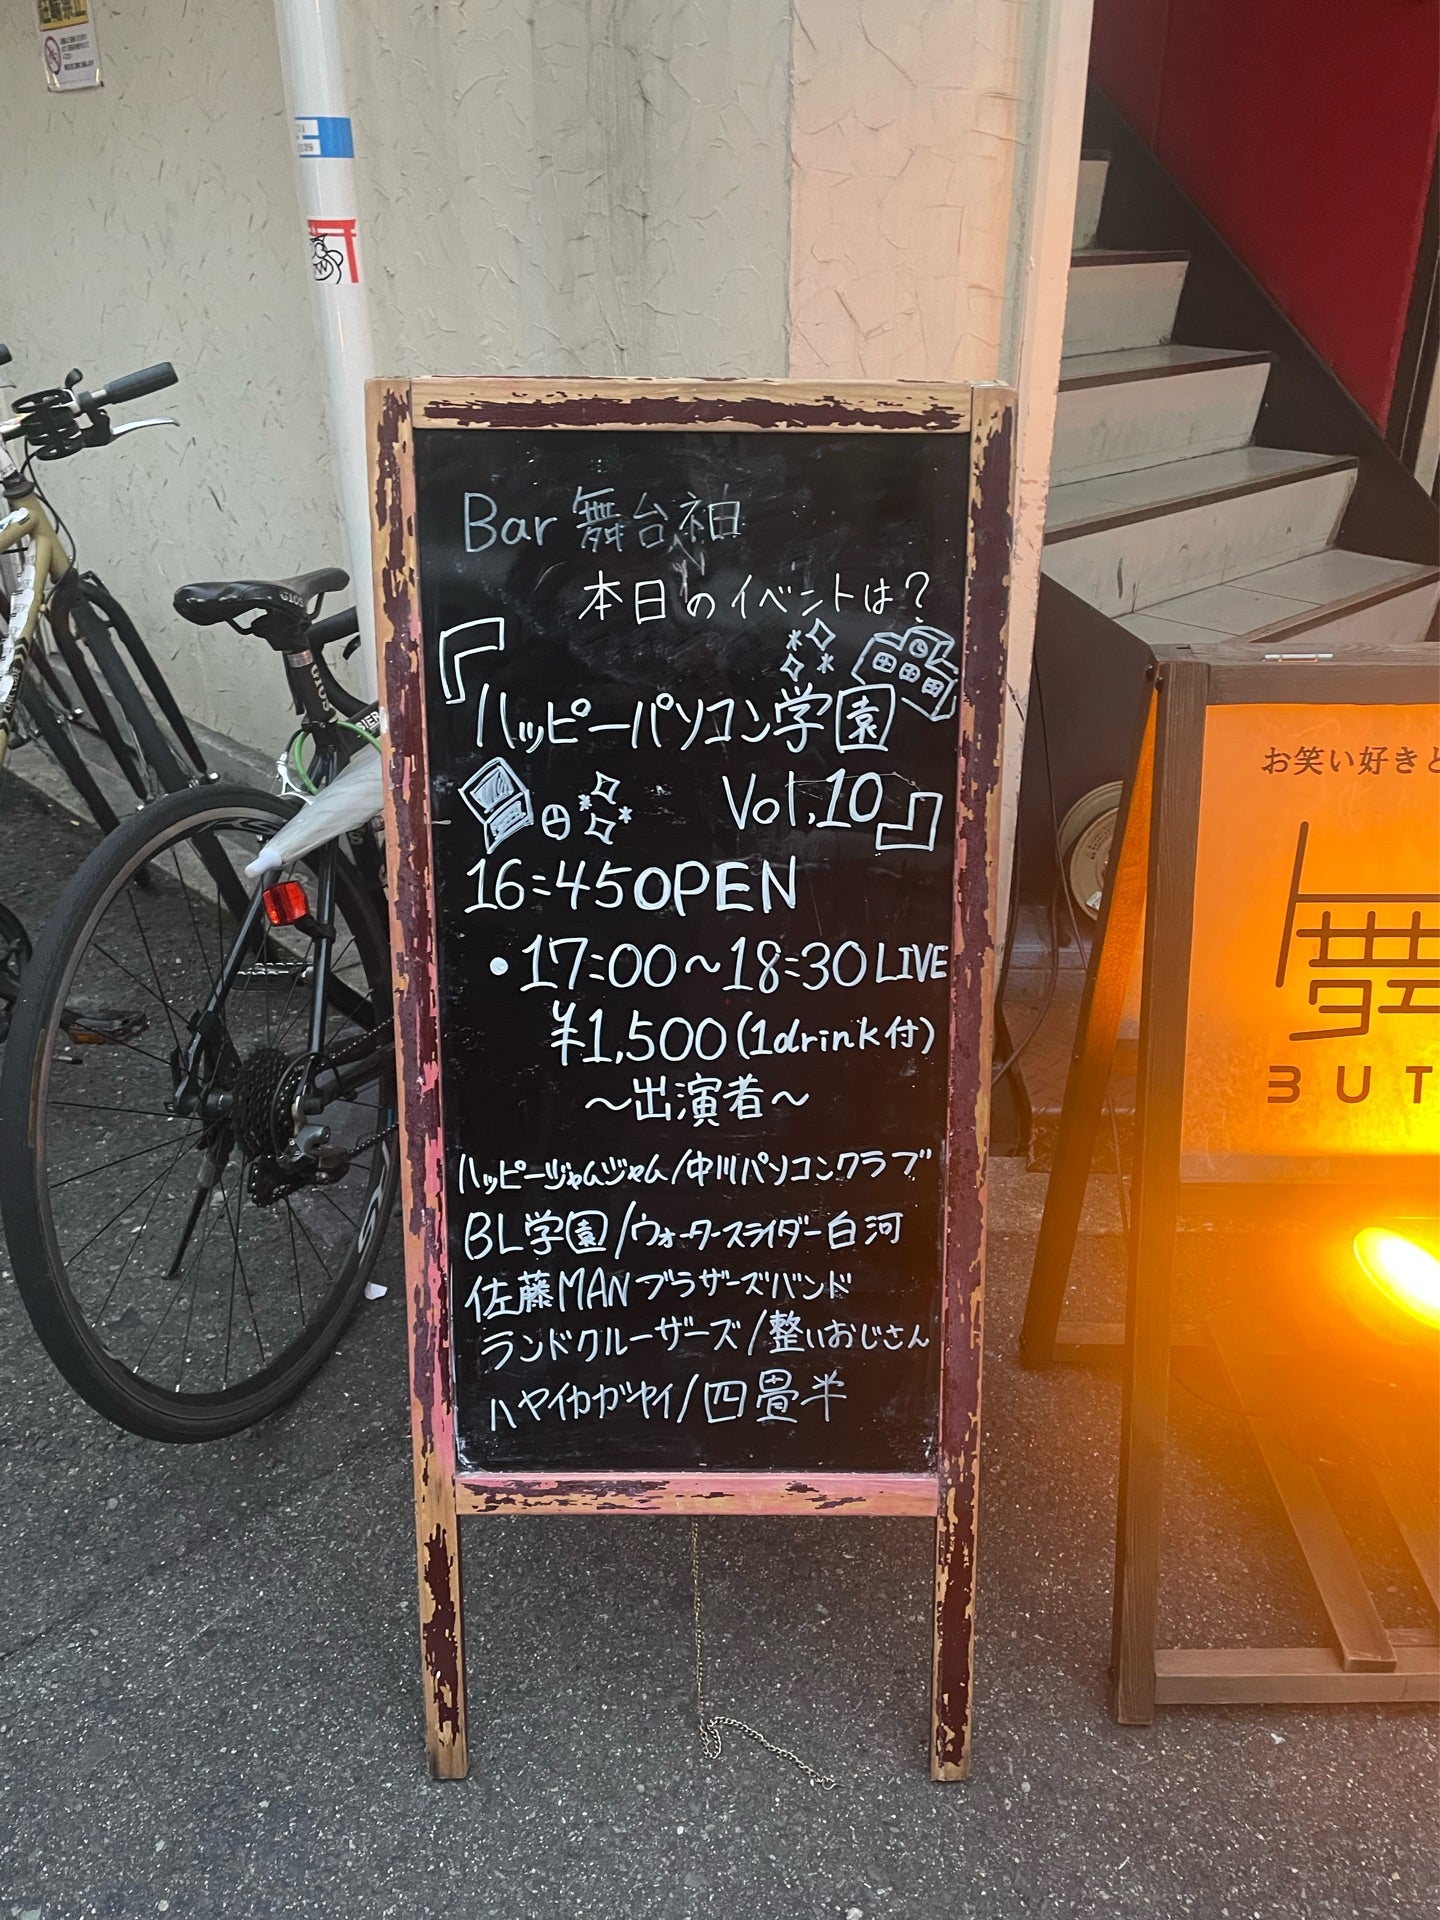 Bar 舞台袖
本日のイベントは?
『ハッピーパソコン学園
Vol.10』
16:45OPEN
・17:00～18:30LIVE
¥1,500(1drink付)
～出演者～
ハッピージャムジャム/中川パソコンクラブ
BL学園/ウォータースライダー白河
佐藤MANブラザーズバンド
ランドクルーザーズ/整いおじさん
ハヤイカガヤイ/四畳半
お笑い好きと
舞
BUT
GIOS